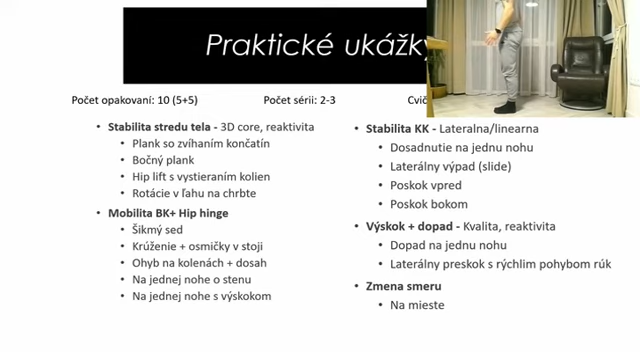 Praktické ukážky
Počet opakovaní: 10 (5+5) Počet sérii: 2-3
Stabilita stredu tela - 3D core, reaktivita
Plank so zvíhaním končatín
Bočný plank
Hip lift s vystieraním kolien
Rotácie v ľahu na chrbte
Mobilita BK+ Hip hinge
Šikmý sed
Krúženie + osmičky v stoji
Ohyb na kolenách + dosah
Na jednej nohe o stenu
Na jednej nohe s výskokom
Stabilita KK - Lateralna/linearna
Dosadnutie na jednu nohu
Laterálny výpad (slide)
Poskok vpred
Poskok bokom
Výskok + dopad - Kvalita, reaktivita
Dopad na jednu nohu
Laterálny preskok s rýchlim pohybom rúk
Zmena smeru
Na mieste